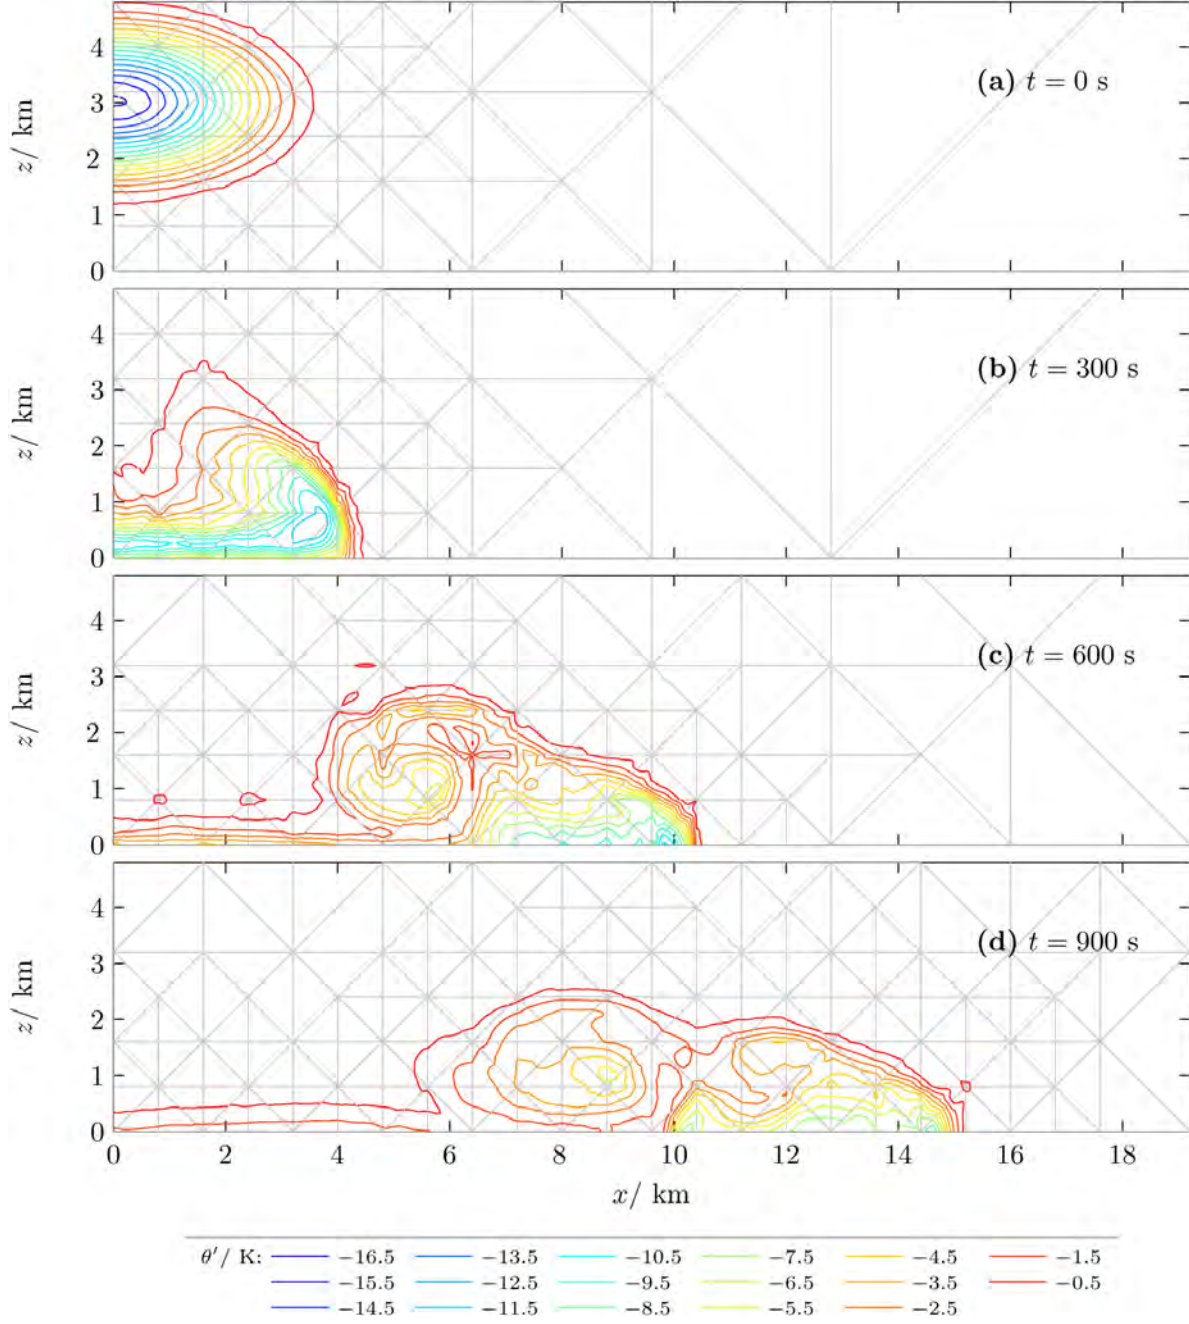 4
(a) t = 0 s
3
z/ km
2
1
0
4
(b) t = 300 s
3
z/ km
2
1
0
4
(c) t = 600 s
3
z/ km
2
1
0
4
(d) t = 900 s
3
z/ km
2
1
0
0 2 4 6 8 10 12 14 16 18
x/ km
θ′/ K: −16.5 −13.5 −10.5 −7.5 −4.5 −1.5
−15.5 −12.5 −9.5 −6.5 −3.5 −0.5
−14.5 −11.5 −8.5 −5.5 −2.5